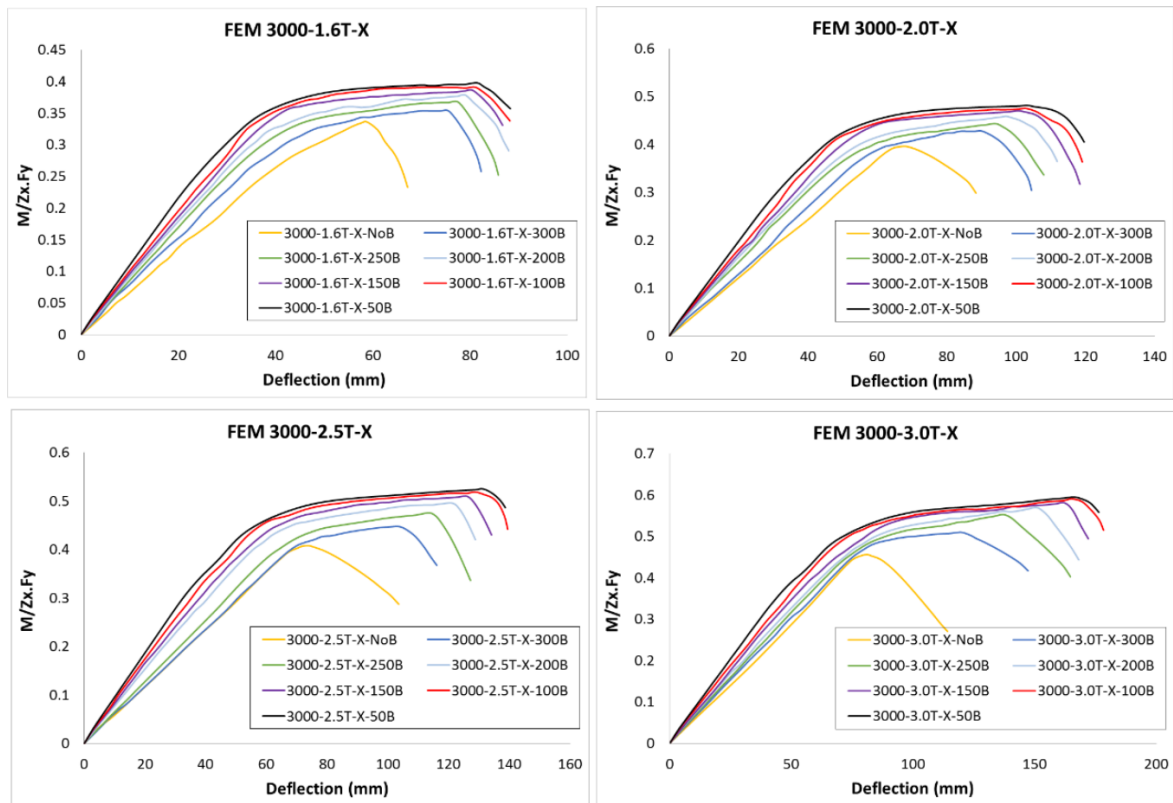 FEM 3000-1.6T-X
M/Zx.Fy
0.45
0.4
0.35
0.3
0.25
0.2
0.15
0.1
0.05
0
3000-1.6T-X-NoB 3000-1.6T-X-300B
3000-1.6T-X-250B 3000-1.6T-X-200B
3000-1.6T-X-150B 3000-1.6T-X-100B
3000-1.6T-X-50B
0 20 40 60 80 100
Deflection (mm)
FEM 3000-2.0T-X
M/Zx.Fy
0.6
0.5
0.4
0.3
0.2
0.1
0
3000-2.0T-X-NoB 3000-2.0T-X-300B
3000-2.0T-X-250B 3000-2.0T-X-200B
3000-2.0T-X-150B 3000-2.0T-X-100B
3000-2.0T-X-50B
0 20 40 60 80 100 120 140
Deflection (mm)
FEM 3000-2.5T-X
M/Zx.Fy
0.6
0.5
0.4
0.3
0.2
0.1
0
3000-2.5T-X-NoB 3000-2.5T-X-300B
3000-2.5T-X-250B 3000-2.5T-X-200B
3000-2.5T-X-150B 3000-2.5T-X-100B
3000-2.5T-X-50B
0 20 40 60 80 100 120 140 160
Deflection (mm)
FEM 3000-3.0T-X
M/Zx.Fy
0.7
0.6
0.5
0.4
0.3
0.2
0.1
0
3000-3.0T-X-NoB 3000-3.0T-X-300B
3000-3.0T-X-250B 3000-3.0T-X-200B
3000-3.0T-X-150B 3000-3.0T-X-100B
3000-3.0T-X-50B
0 50 100 150 200
Deflection (mm)